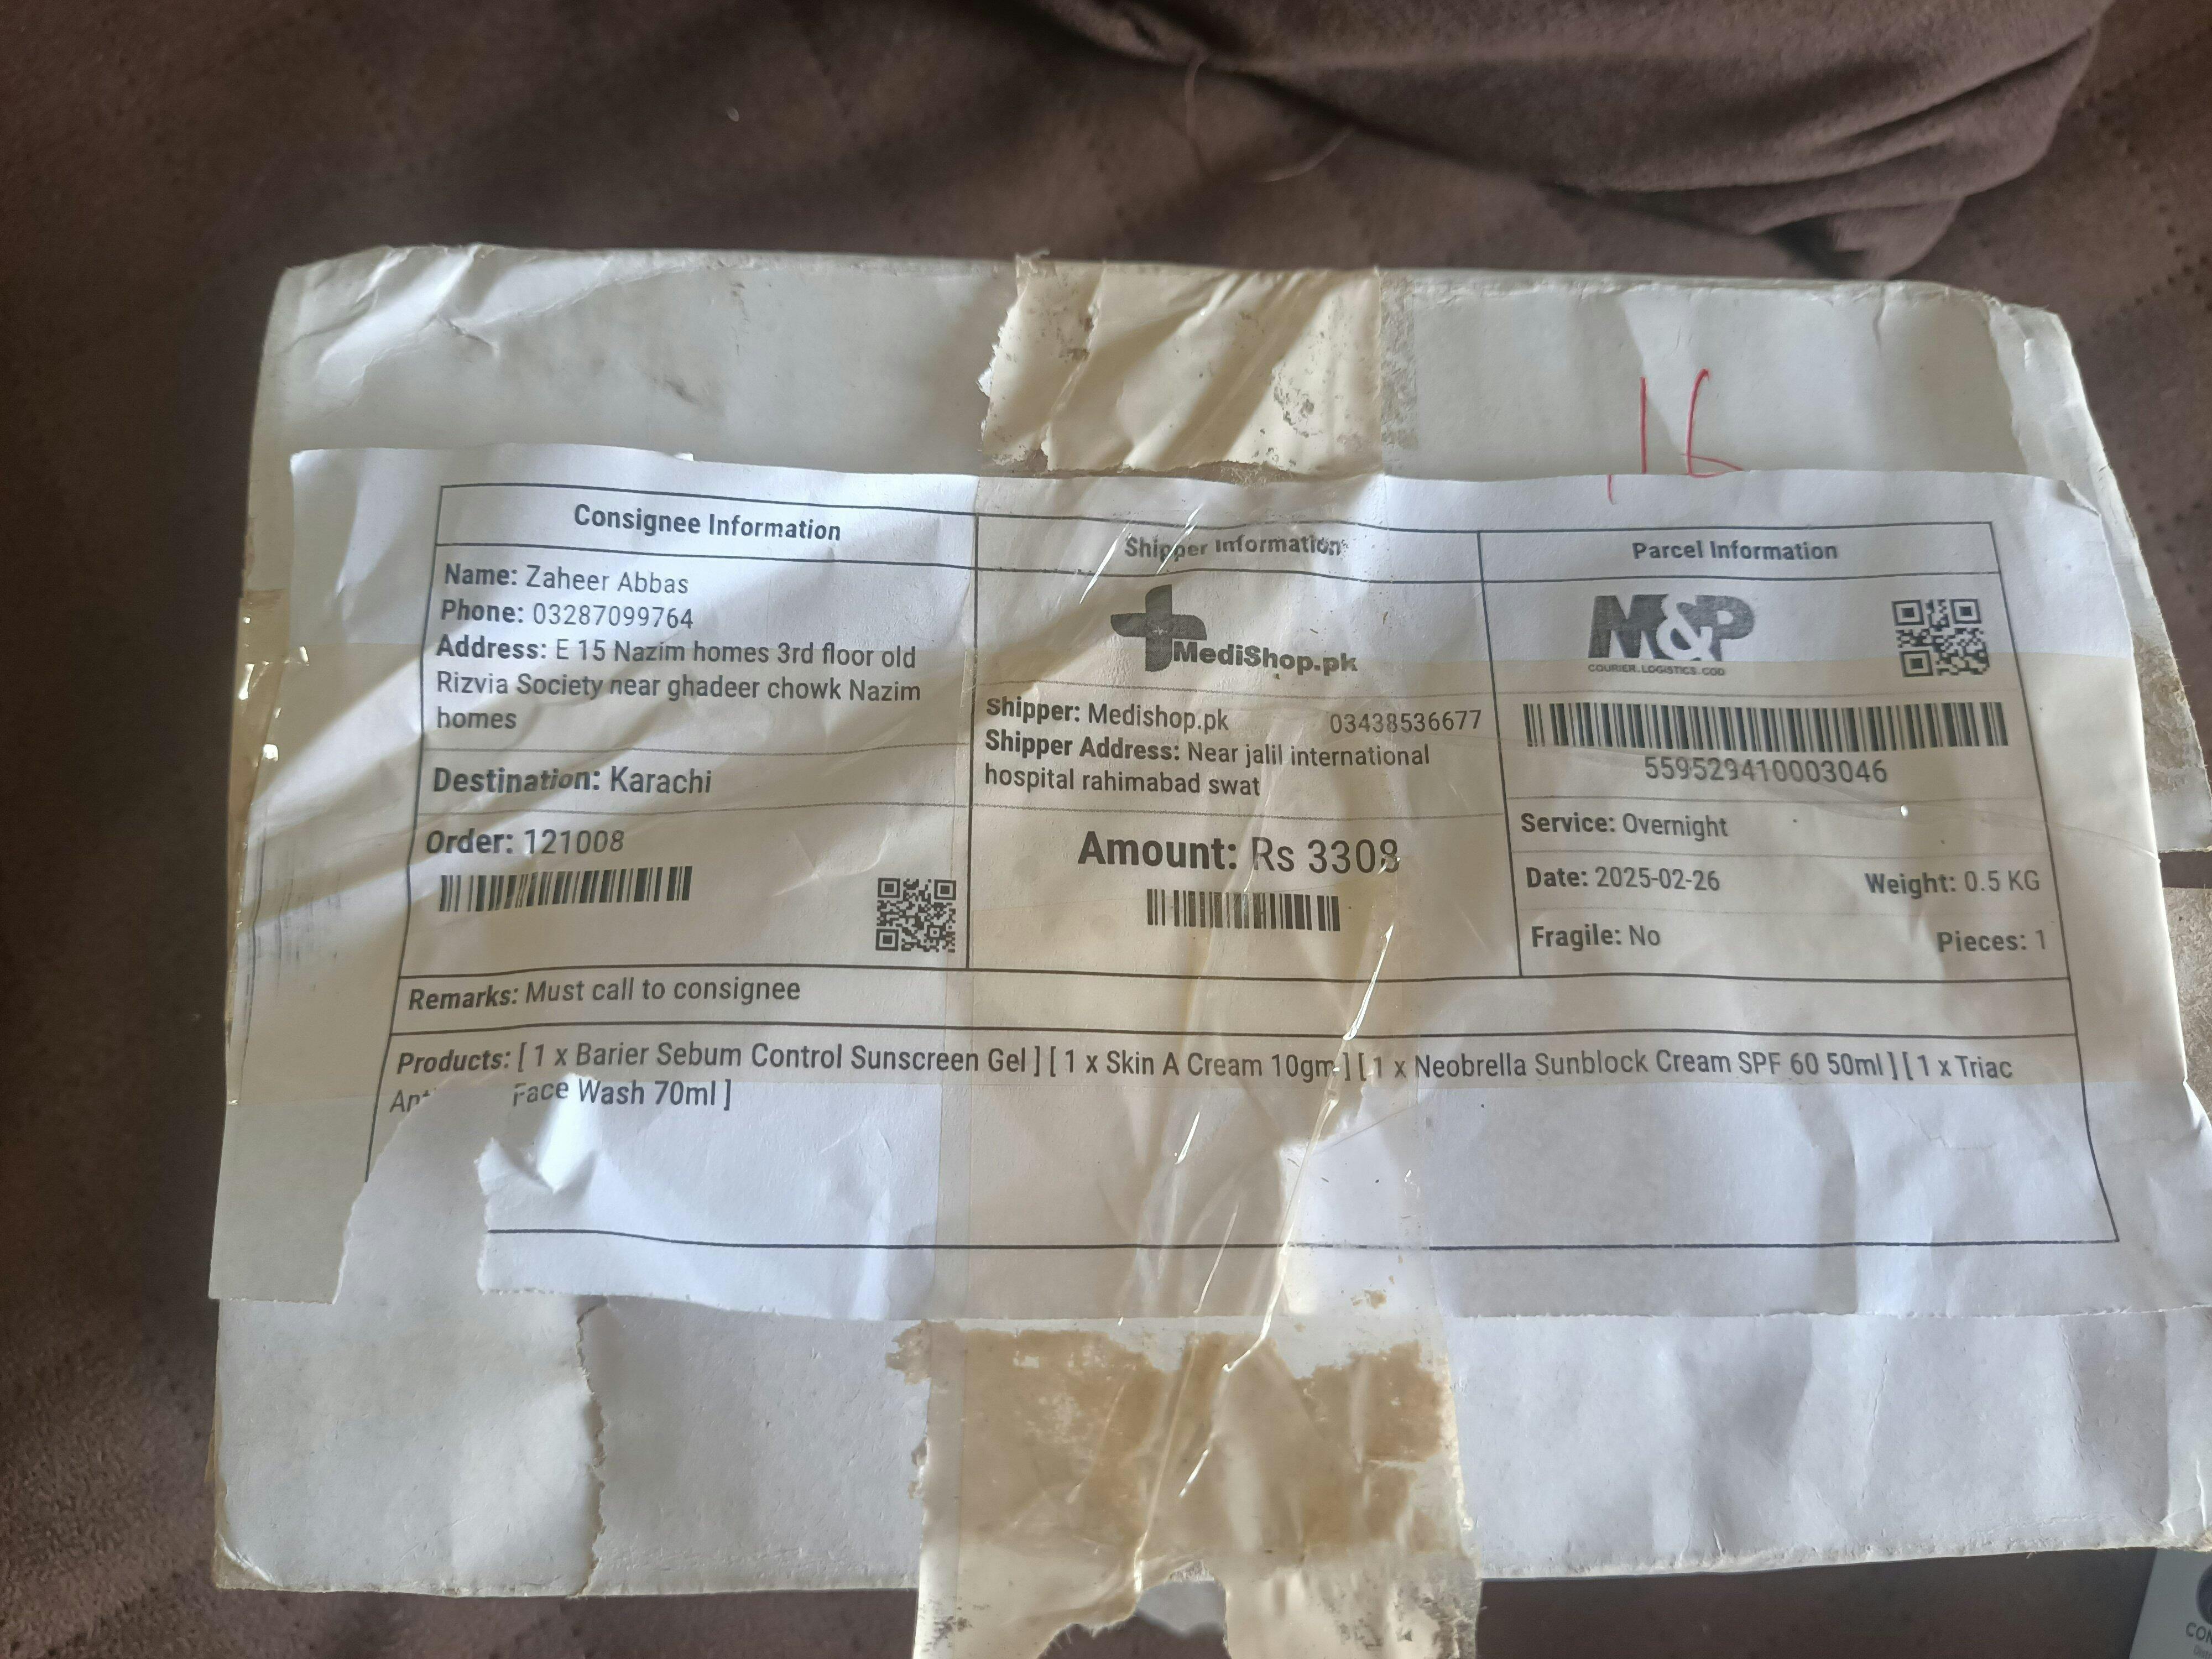 16
Consignee Information
Name: Zaheer Abbas
Phone: 03287099764
Address: E 15 Nazim homes 3rd floor old
Rizvia Society near ghadeer chowk Nazim
homes
Destination: Karachi
Order: 121008
Shipper Information
MediShop.pk
Shipper: Medishop.pk 03438536677
Shipper Address: Near jalil international
hospital rahimabad swat
Amount: Rs 3308
Parcel Information
M&P
COURIER.LOGISTICS.COD
559529410003046
Service: Overnight
Date: 2025-02-26 Weight: 0.5 KG
Fragile: No Pieces: 1
Remarks: Must call to consignee
Products: [ 1 x Barier Sebum Control Sunscreen Gel ] [ 1 x Skin A Cream 10gm ] [ 1 x Neobrella Sunblock Cream SPF 60 50ml ] [ 1 x Triac
Face Wash 70ml ]